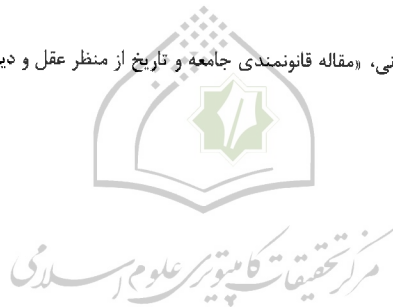 نی، «مقاله قانونمندی جامعه و تاریخ از منظر عقل و دی
مرکز تحقیقات کامپیوتری علوم اسلامی